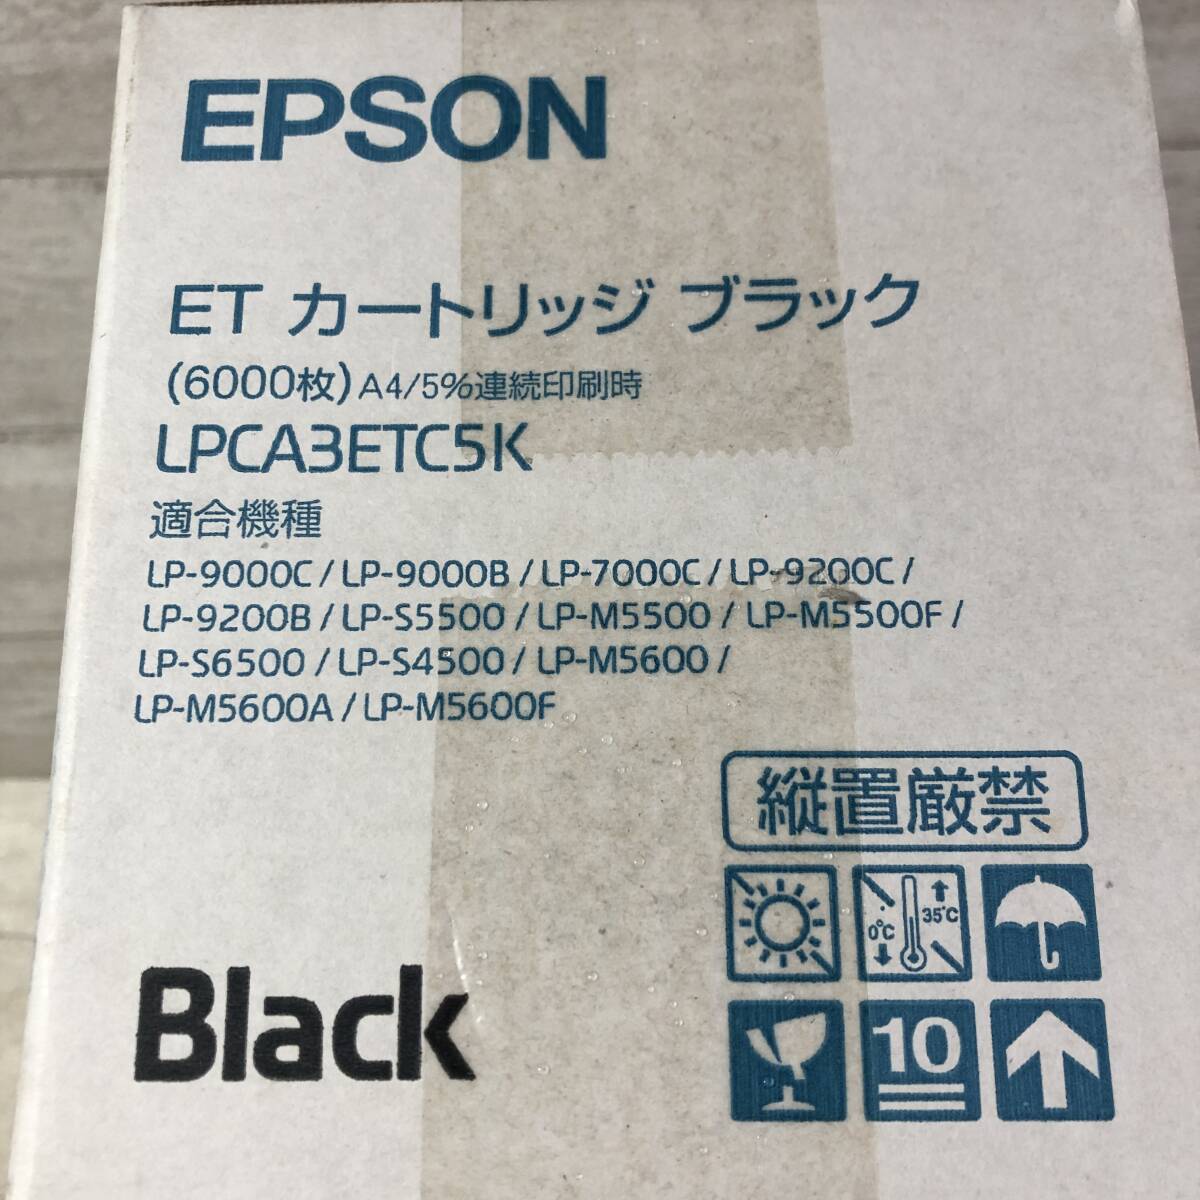 EPSON
ET カートリッジ ブラック
(6000枚) A4/5%連続印刷時
LPCA3ETC5K
適合機種
LP-9000C / LP-9000B / LP-7000C / LP-9200C /
LP-9200B / LP-S5500 / LP-M5500 / LP-M5500F /
LP-S6500 / LP-S4500 / LP-M5600 /
LP-M5600A / LP-M5600F
縦置厳禁
35℃
0℃
Black
10